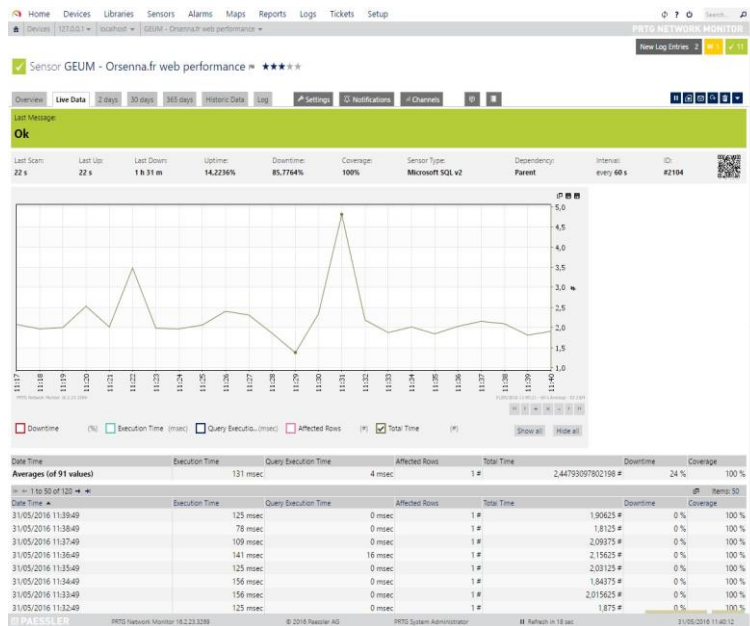 Home Devices Libraries Sensors Alarms Maps Reports Logs Tickets Setup
Search...
Devices 127.0.0.1 localhost GEUM - Orsenna.fr web performance
PRTG NETWORK MONITOR
New Log Entries 2 5 11
Sensor GEUM - Orsenna.fr web performance
Overview Live Data 2 days 30 days 365 days Historic Data Log Settings Notifications Channels
Last Message:
Ok
Last Scan: Last Up: Last Down: Uptime: Downtime: Coverage: Sensor Type: Dependency: Interval: ID:
22 s 22 s 1 h 31 m 14,2236% 85,7764% 100% Microsoft SQL v2 Parent every 60 s #2104
5,0
4,5
4,0
3,5
3,0 #
2,5
2,0
1,5
1,0
11:17 11:18 11:19 11:20 11:21 11:22 11:23 11:24 11:25 11:26 11:27 11:28 11:29 11:30 11:31 11:32 11:33 11:34 11:35 11:36 11:37 11:38 11:39 11:40
PRTG Network Monitor 16.2.23.3269
Downtime (%) Execution Time (msec) Query Executio... (msec) Affected Rows (#) Total Time (#) Show all Hide all
Date Time Execution Time Query Execution Time Affected Rows Total Time Downtime Coverage
Averages (of 91 values) 131 msec 4 msec 1 # 2,44793097802198 # 24 % 100 %
1 to 50 of 120 Items: 50
Date Time Execution Time Query Execution Time Affected Rows Total Time Downtime Coverage
31/05/2016 11:39:49 125 msec 0 msec 1 # 1,90625 # 0 % 100 %
31/05/2016 11:38:49 78 msec 0 msec 1 # 1,8125 # 0 % 100 %
31/05/2016 11:37:49 109 msec 0 msec 1 # 2,09375 # 0 % 100 %
31/05/2016 11:36:49 141 msec 16 msec 1 # 2,15625 # 0 % 100 %
31/05/2016 11:35:49 125 msec 0 msec 1 # 2,03125 # 0 % 100 %
31/05/2016 11:34:49 156 msec 0 msec 1 # 1,84375 # 0 % 100 %
31/05/2016 11:33:49 156 msec 0 msec 1 # 2,015625 # 0 % 100 %
31/05/2016 11:32:49 125 msec 0 msec 1 # 1,875 # 0 % 100 %
PAESSLER PRTG Network Monitor 16.2.23.3269 © 2016 Paessler AG PRTG System Administrator Refresh in 18 sec 31/05/2016 11:40:12